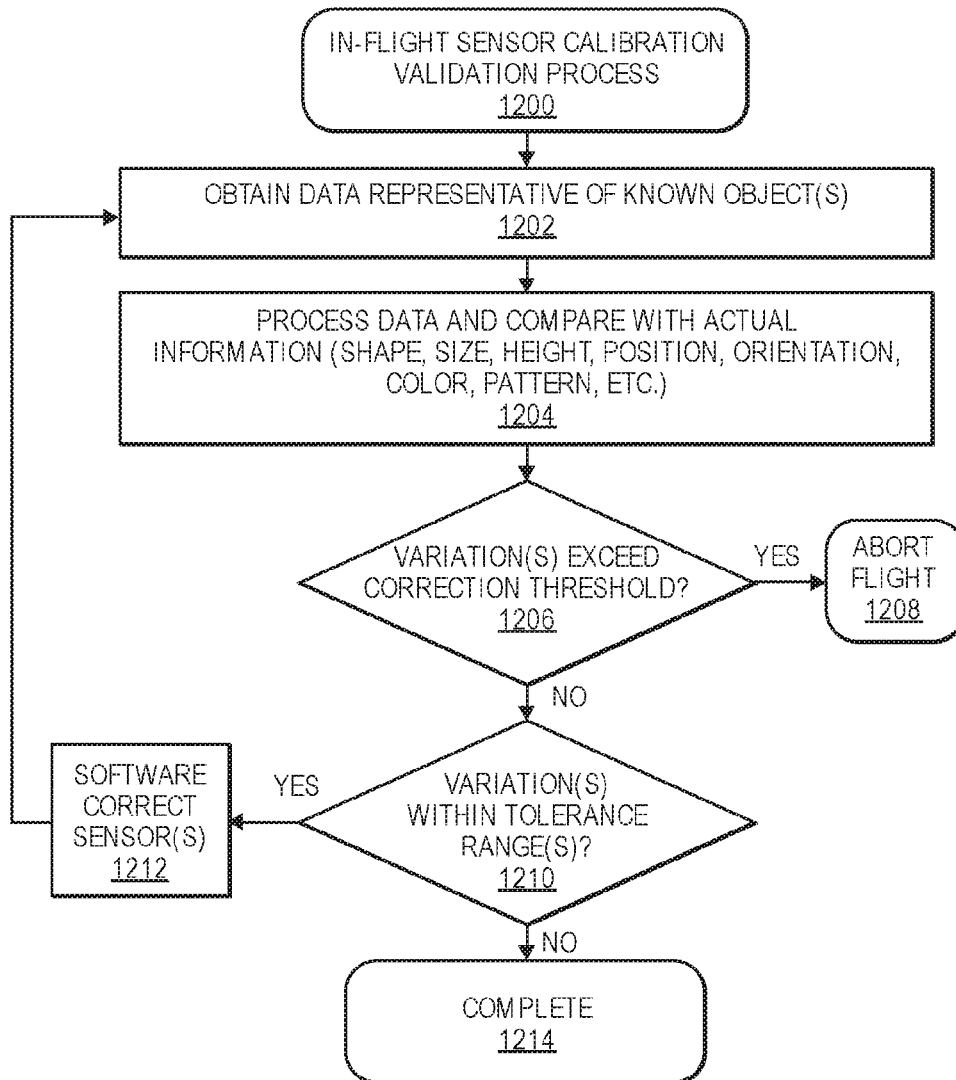 IN-FLIGHT SENSOR CALIBRATION
VALIDATION PROCESS
1200
OBTAIN DATA REPRESENTATIVE OF KNOWN OBJECT(S)
1202
PROCESS DATA AND COMPARE WITH ACTUAL
INFORMATION (SHAPE, SIZE, HEIGHT, POSITION, ORIENTATION,
COLOR, PATTERN, ETC.)
1204
VARIATION(S) EXCEED
CORRECTION THRESHOLD?
1206
YES
ABORT
FLIGHT
1208
NO
VARIATION(S)
WITHIN TOLERANCE
RANGE(S)?
1210
YES
SOFTWARE
CORRECT
SENSOR(S)
1212
NO
COMPLETE
1214